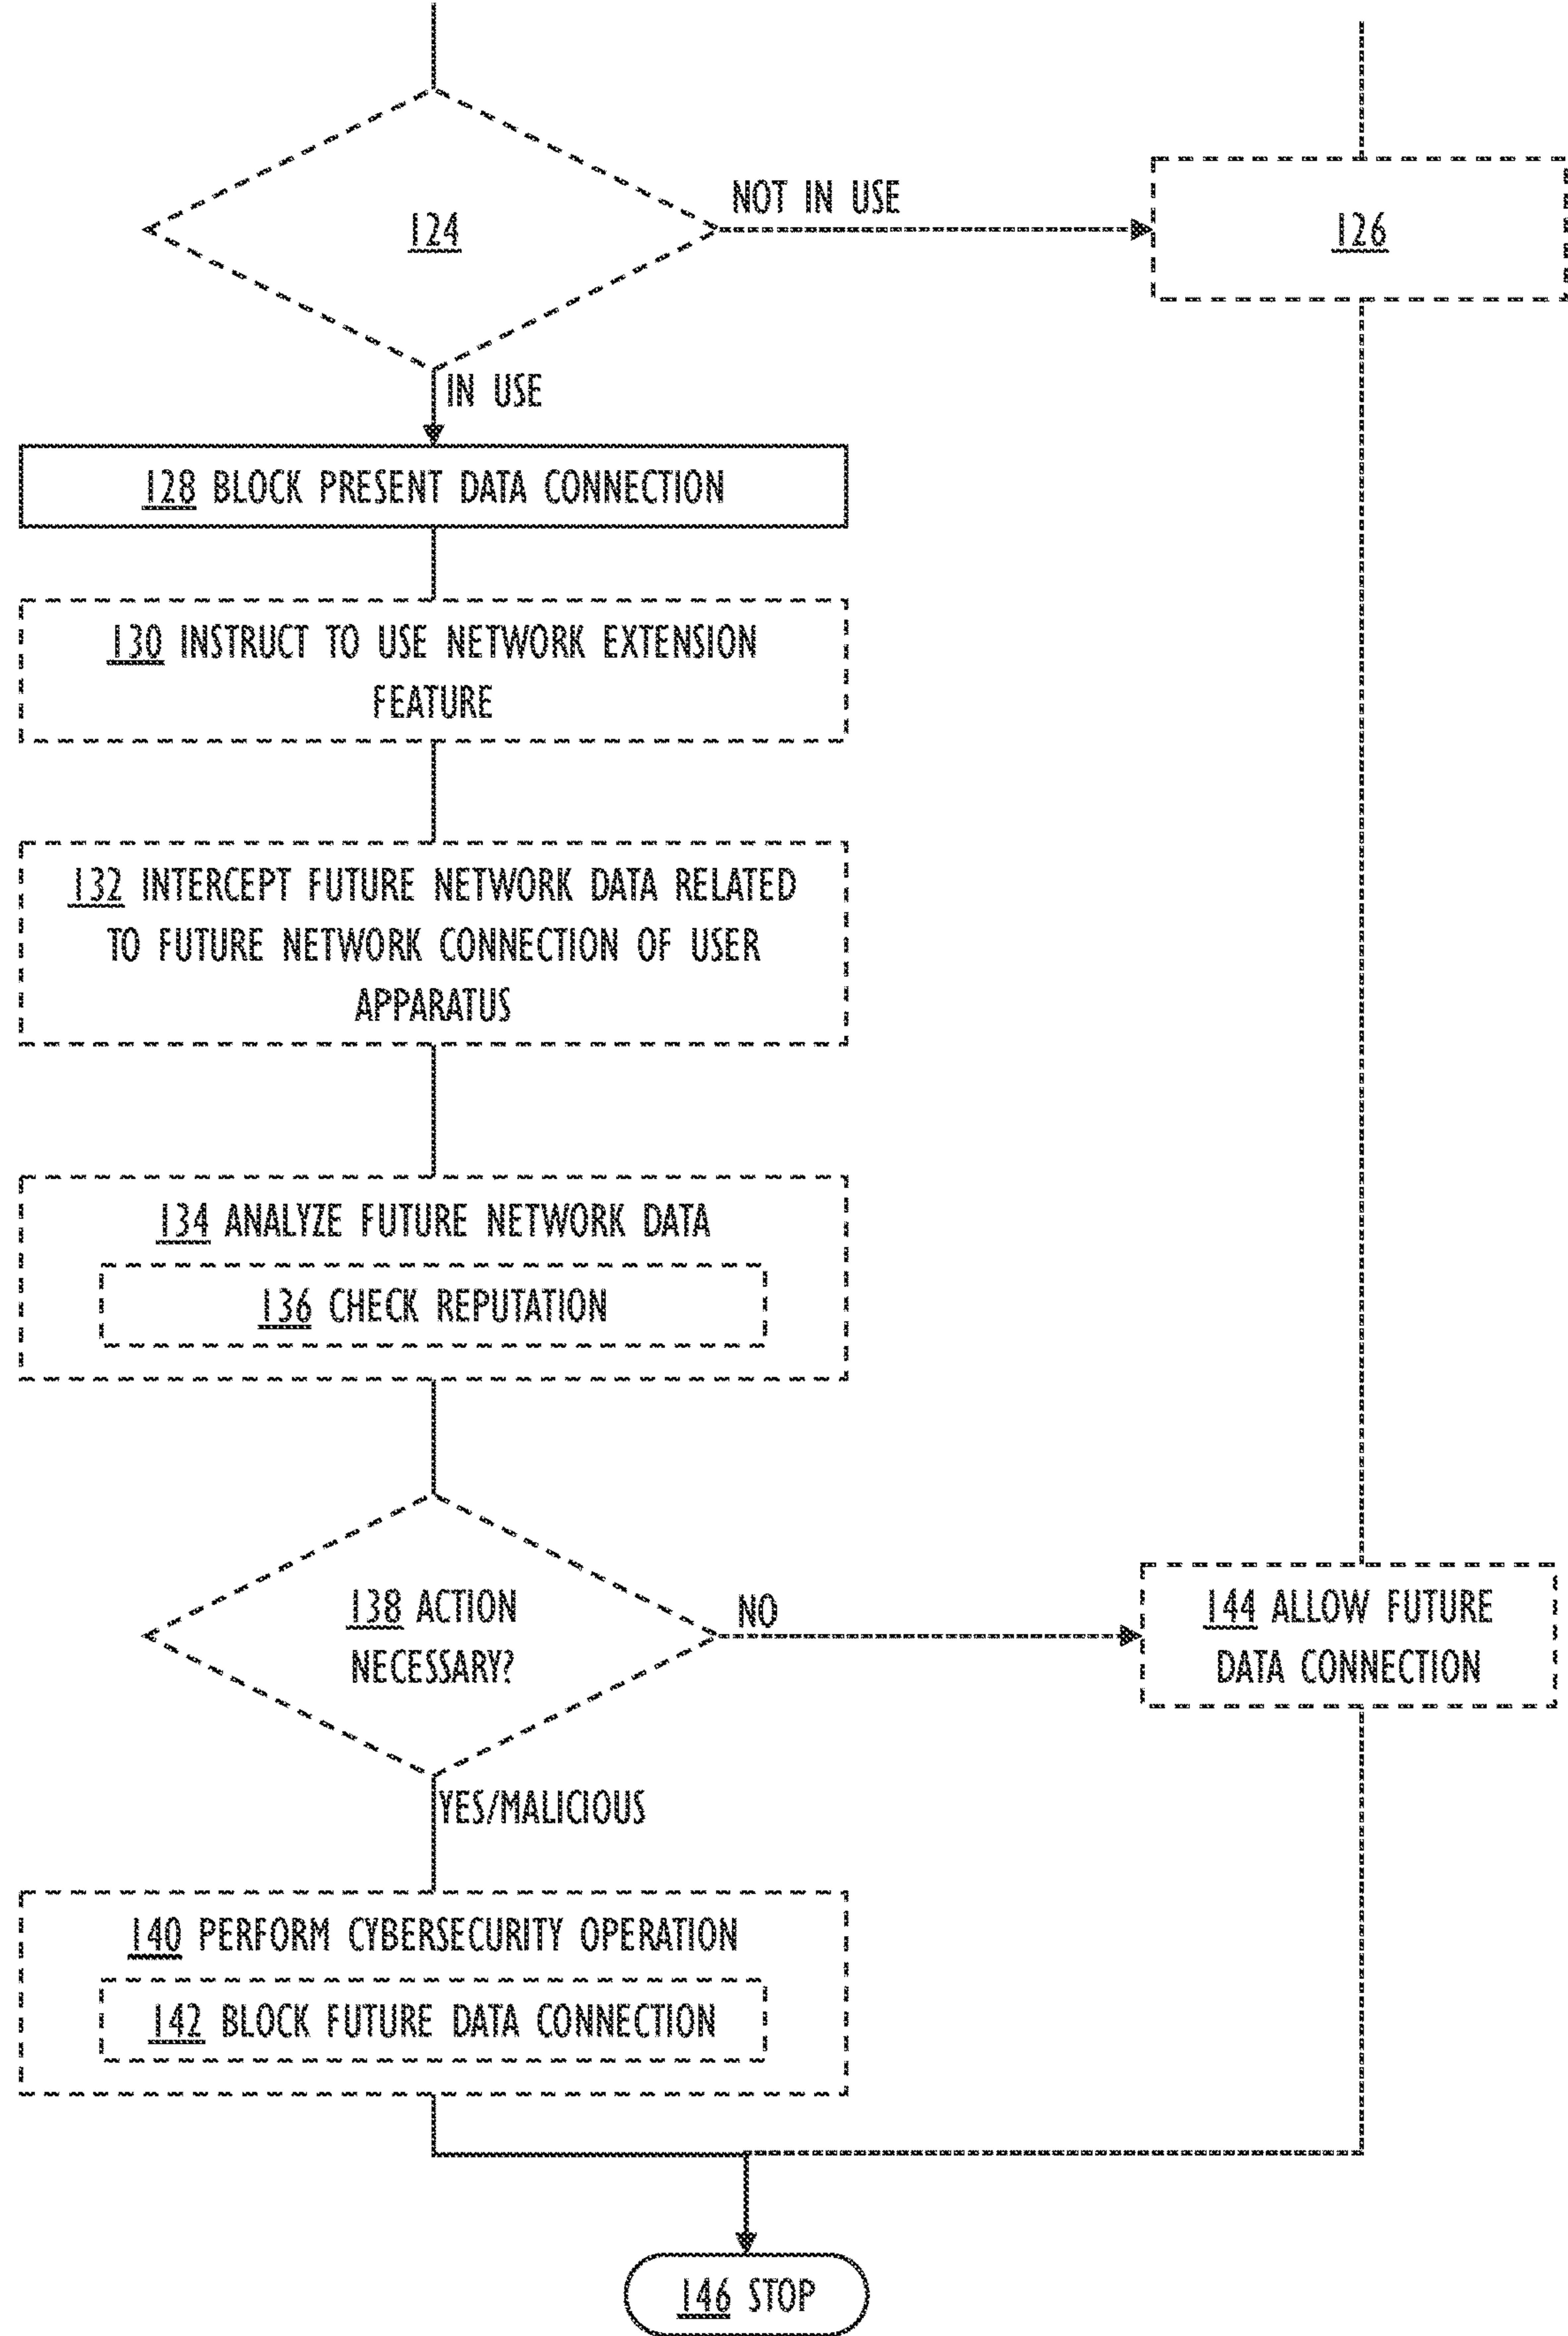 124
NOT IN USE
126
IN USE
128 BLOCK PRESENT DATA CONNECTION
130 INSTRUCT TO USE NETWORK EXTENSION
FEATURE
132 INTERCEPT FUTURE NETWORK DATA RELATED
TO FUTURE NETWORK CONNECTION OF USER
APPARATUS
134 ANALYZE FUTURE NETWORK DATA
136 CHECK REPUTATION
138 ACTION
NECESSARY?
NO
144 ALLOW FUTURE
DATA CONNECTION
YES/MALICIOUS
140 PERFORM CYBERSECURITY OPERATION
142 BLOCK FUTURE DATA CONNECTION
146 STOP